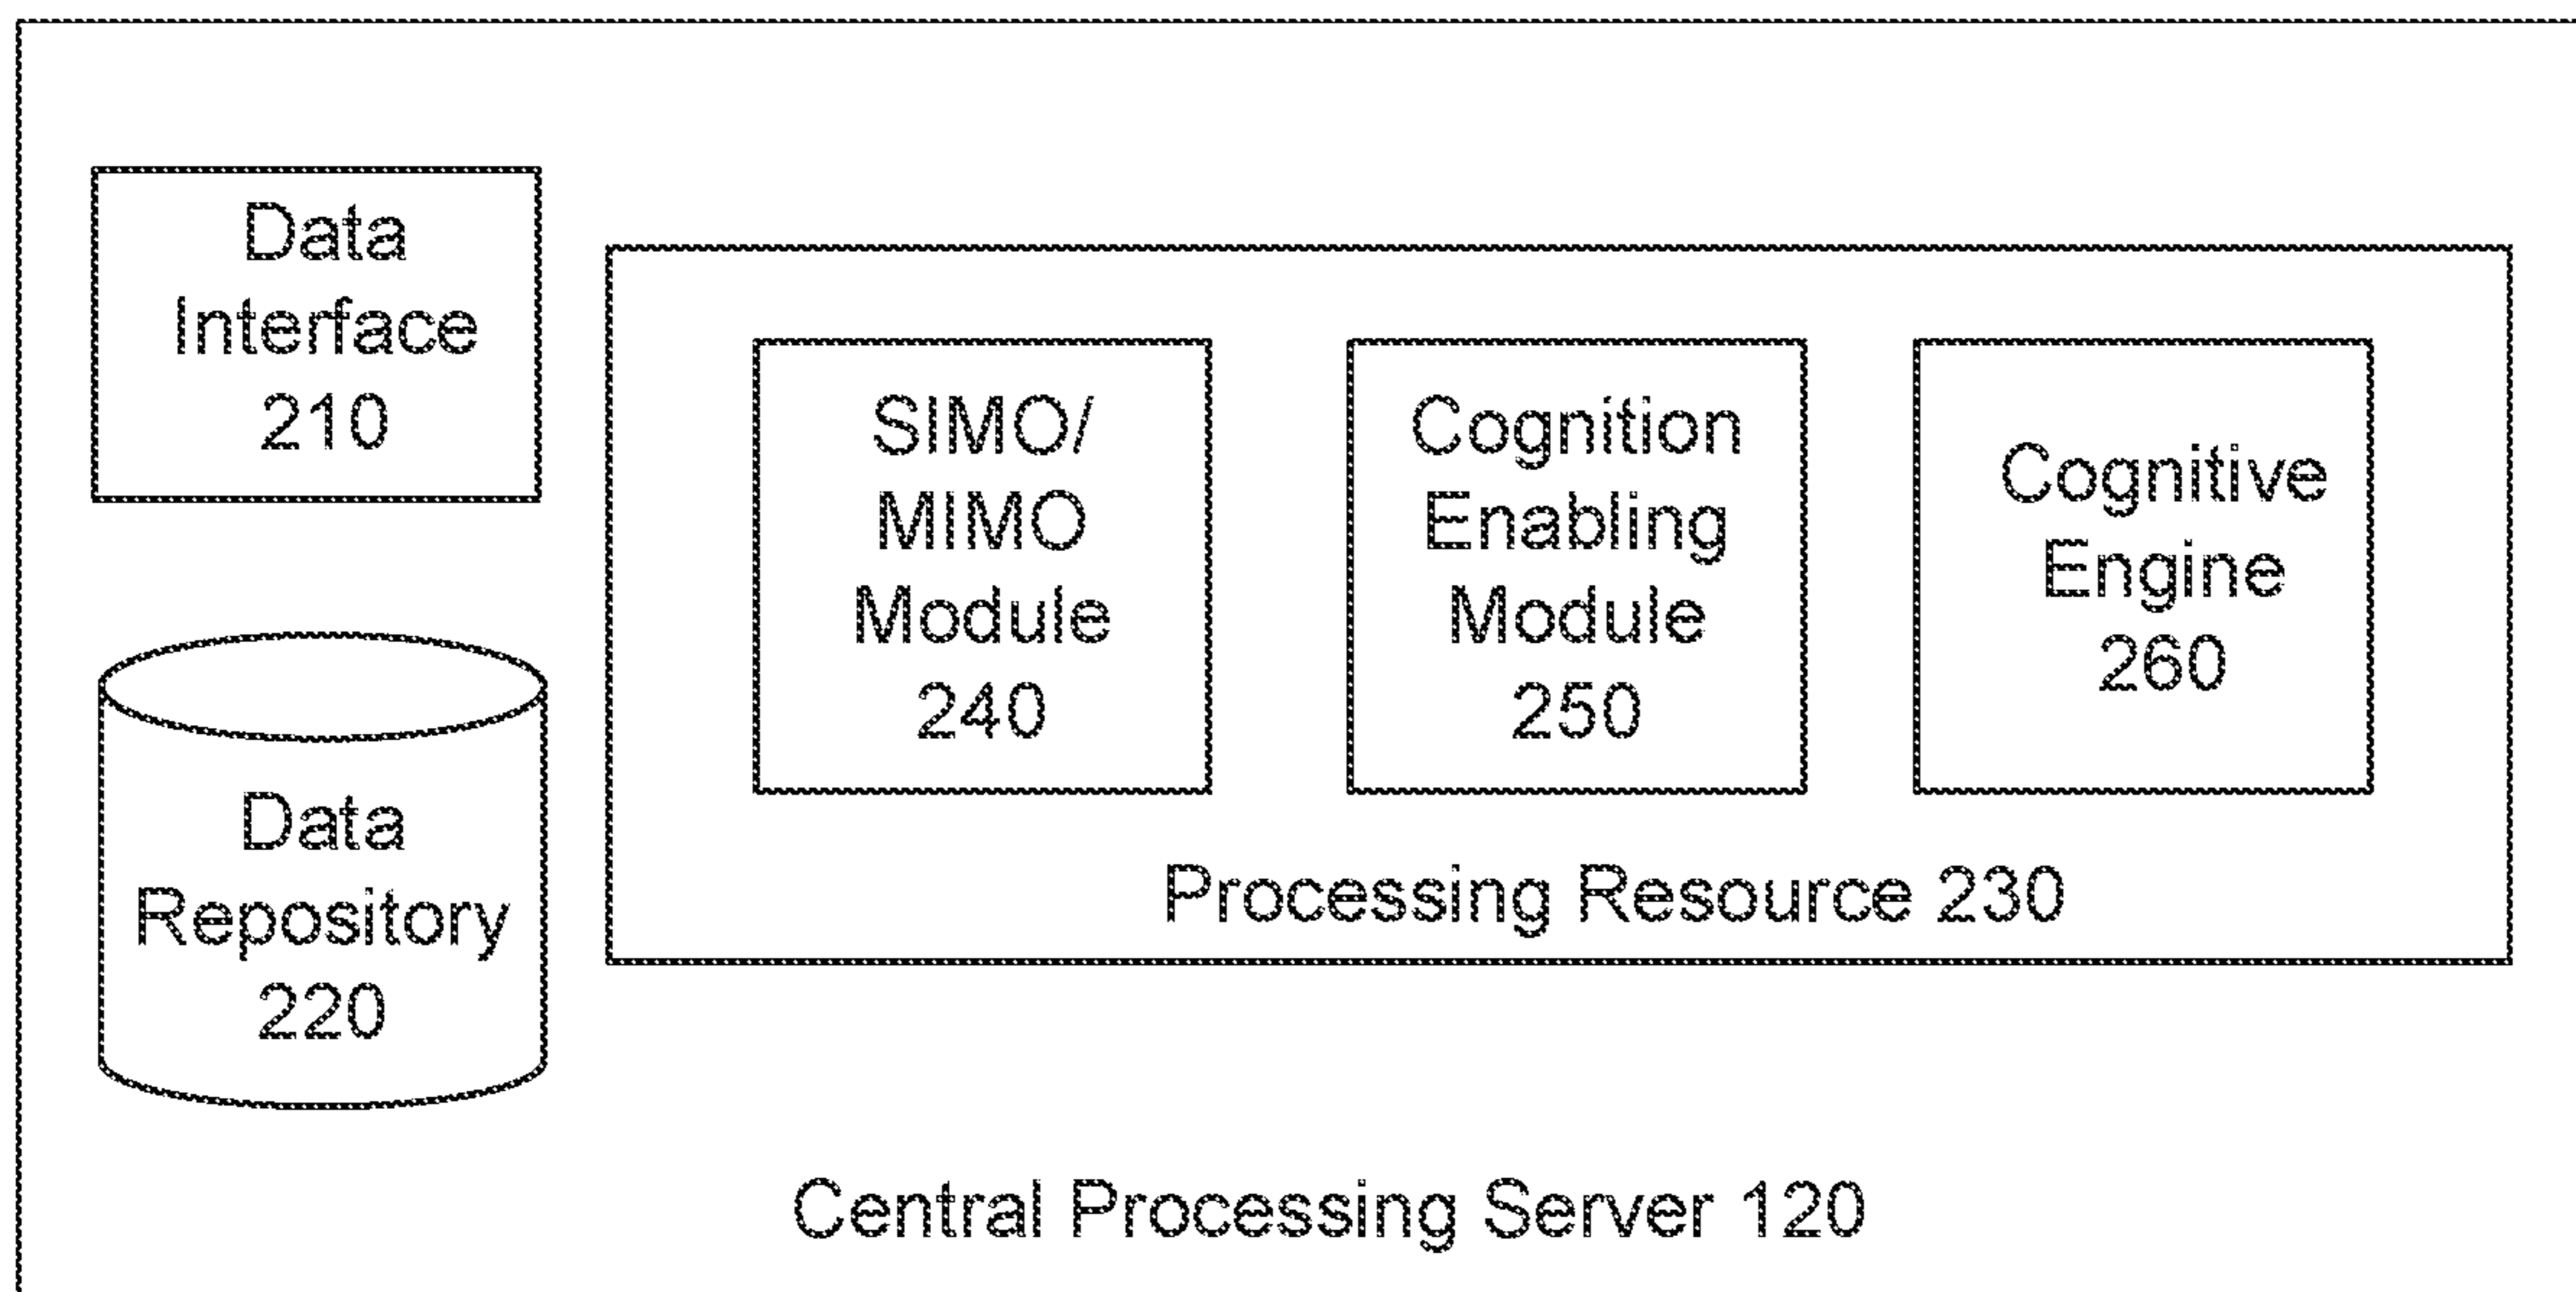 Data
Interface
210
Data
Repository
220
SIMO/
MIMO
Module
240
Cognition
Enabling
Module
250
Cognitive
Engine
260
Processing Resource 230
Central Processing Server 120